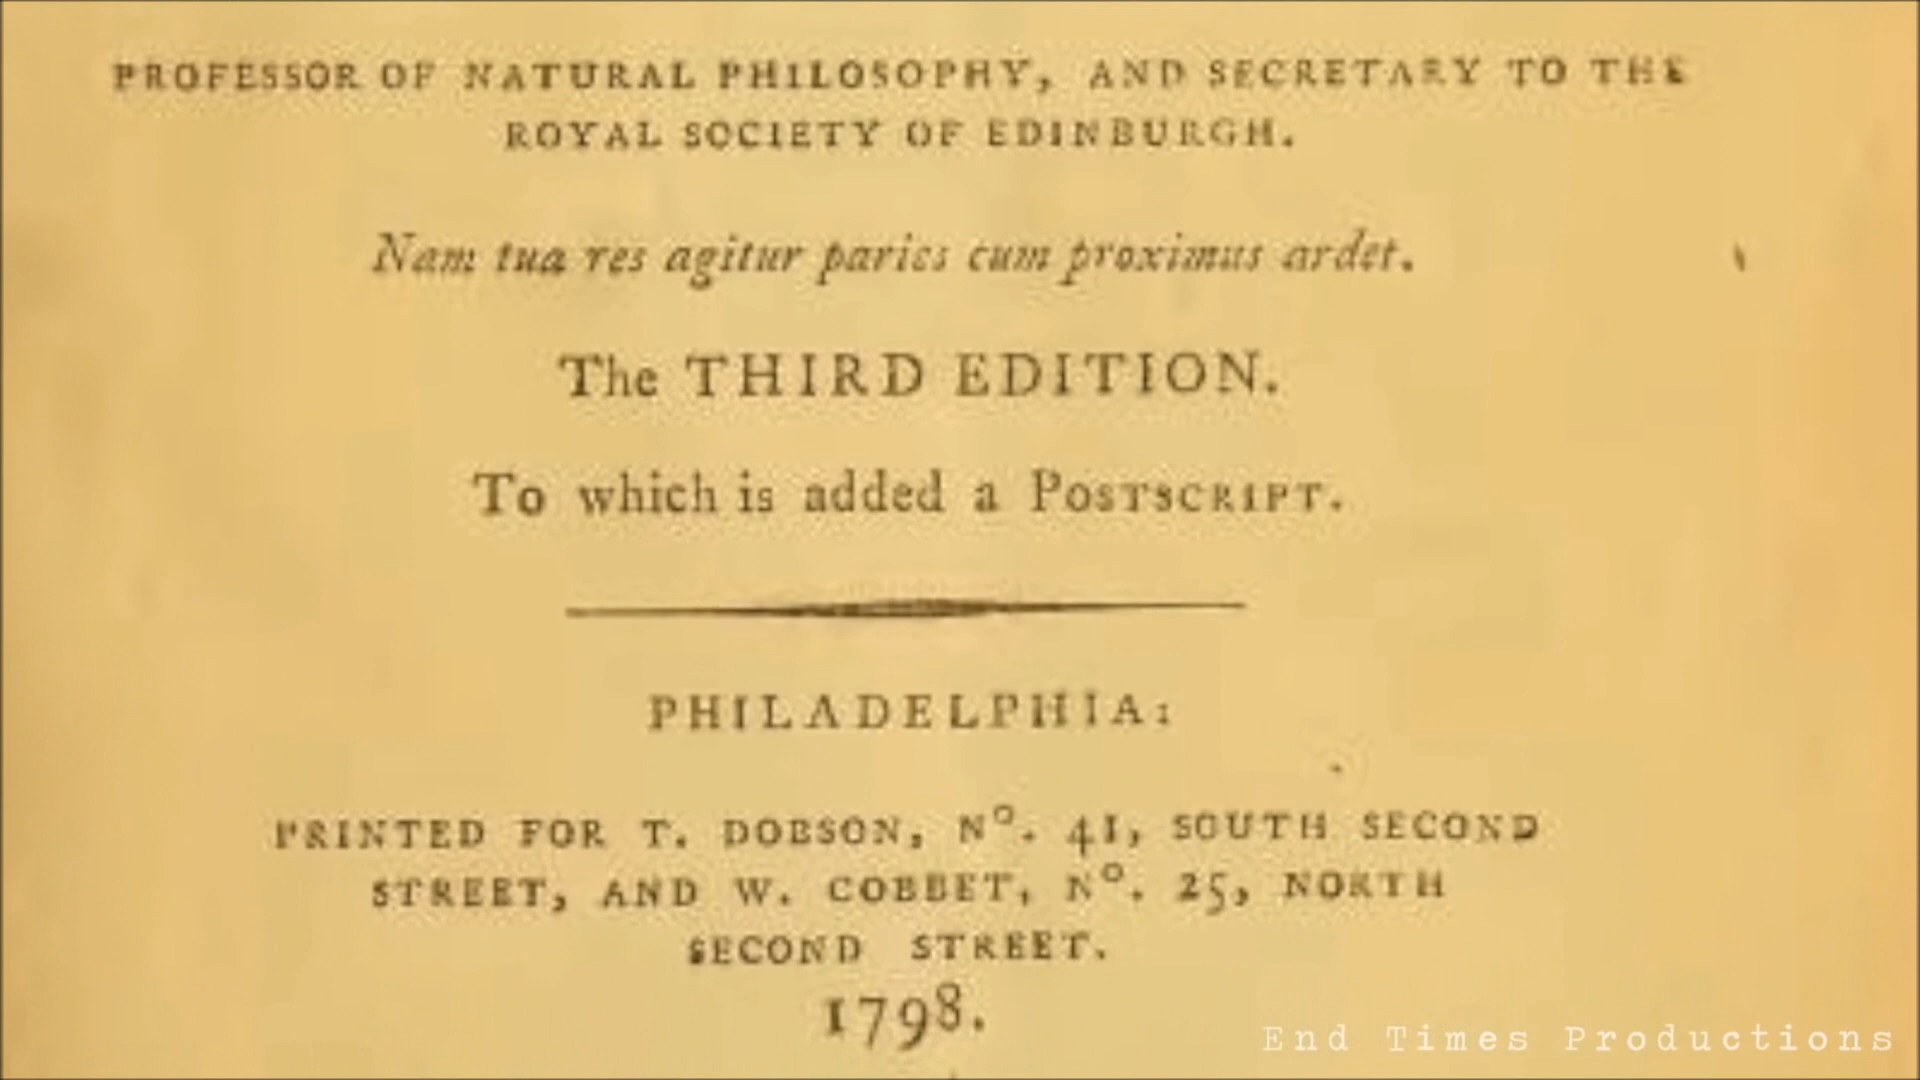 PROFESSOR OF NATURAL PHILOSOPHY, AND SECRETARY TO THE
ROYAL SOCIETY OF EDINBURGH.
Nam tua res agitur paries cum proximus ardet.
The THIRD EDITION.
To which is added a POSTSCRIPT.
PHILADELPHIA:
PRINTED FOR T. DOBSON, Nº. 41, SOUTH SECOND
STREET, AND W. COBBET, Nº. 25, NORTH
SECOND STREET.
1798.
End Times Productions